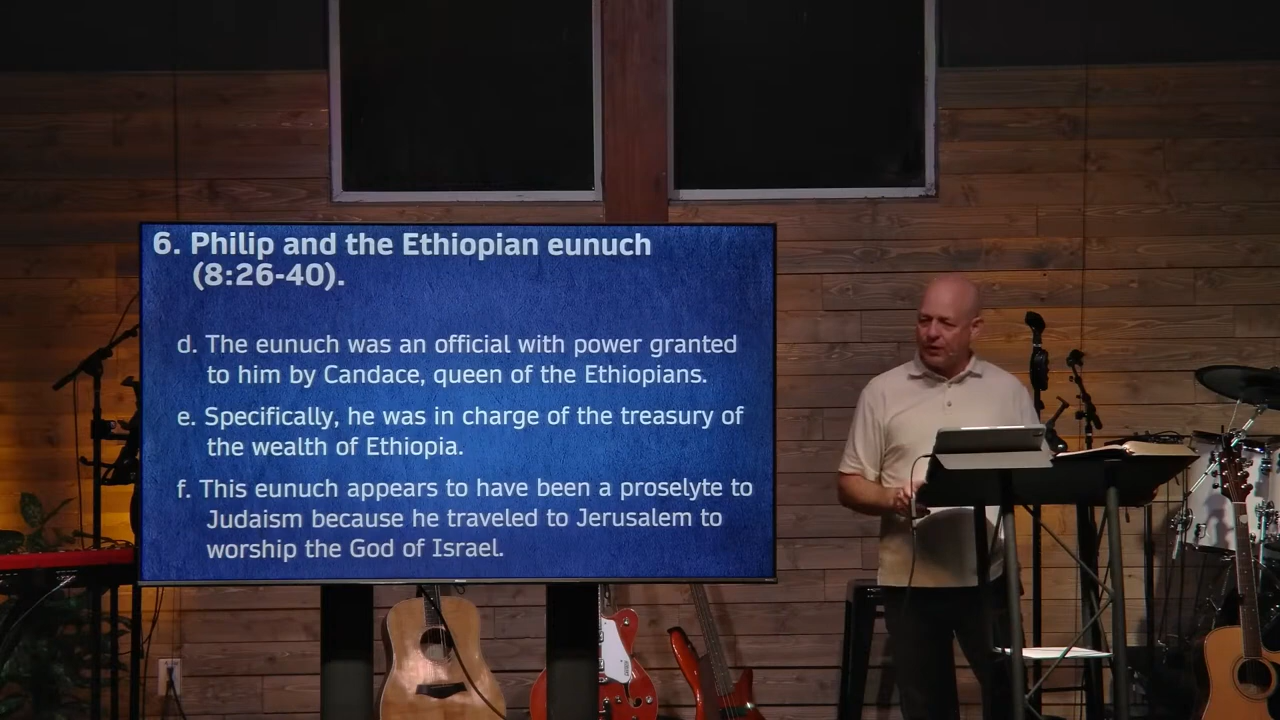 6. Philip and the Ethiopian eunuch
(8:26-40).
d. The eunuch was an official with power granted
to him by Candace, queen of the Ethiopians.
e. Specifically, he was in charge of the treasury of
the wealth of Ethiopia.
f. This eunuch appears to have been a proselyte to
Judaism because he traveled to Jerusalem to
worship the God of Israel.